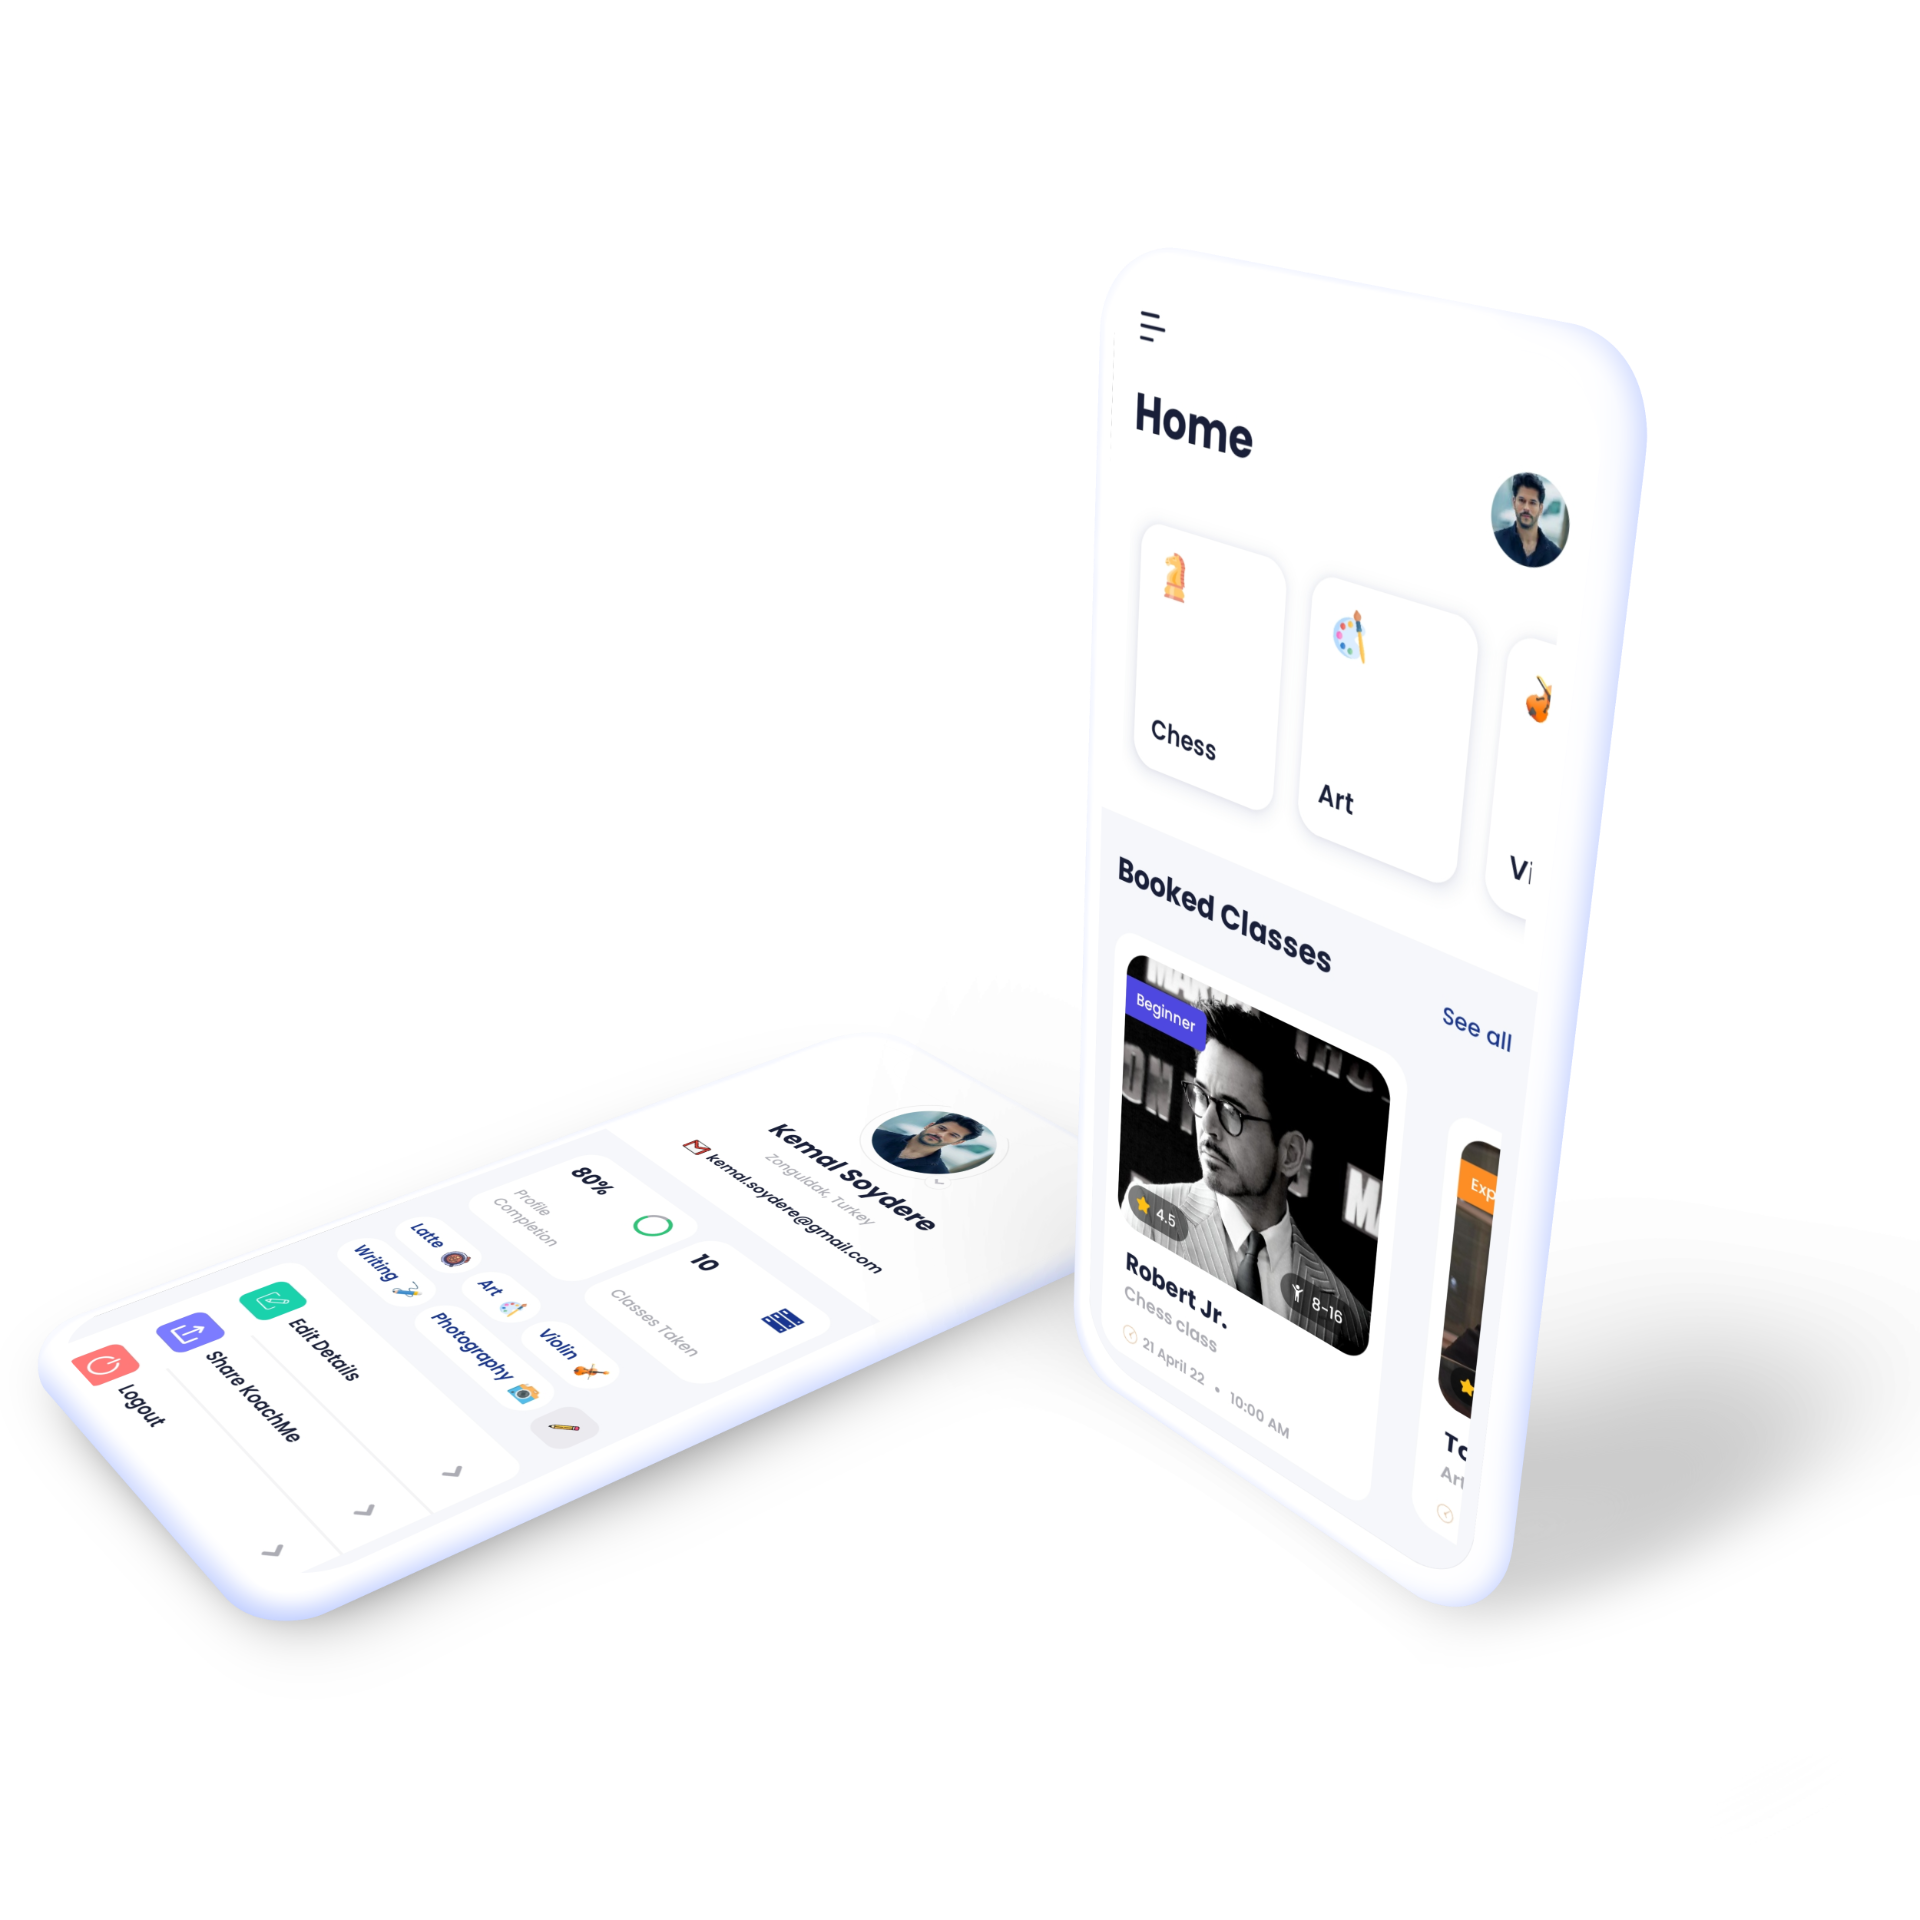 Home
Chess
Art
Vi
Booked Classes
See all
Beginner
4.5
8-16
Robert Jr.
Chess class
21 April 22 • 10:00 AM
Exp
Art
Kemal Soydere
Zonguldak, Turkey
kemal.soydere@gmail.com
80%
Profile
Completion
10
Classes Taken
Latte
Art
Violin
Writing
Photography
Edit Details
Share KoachMe
Logout